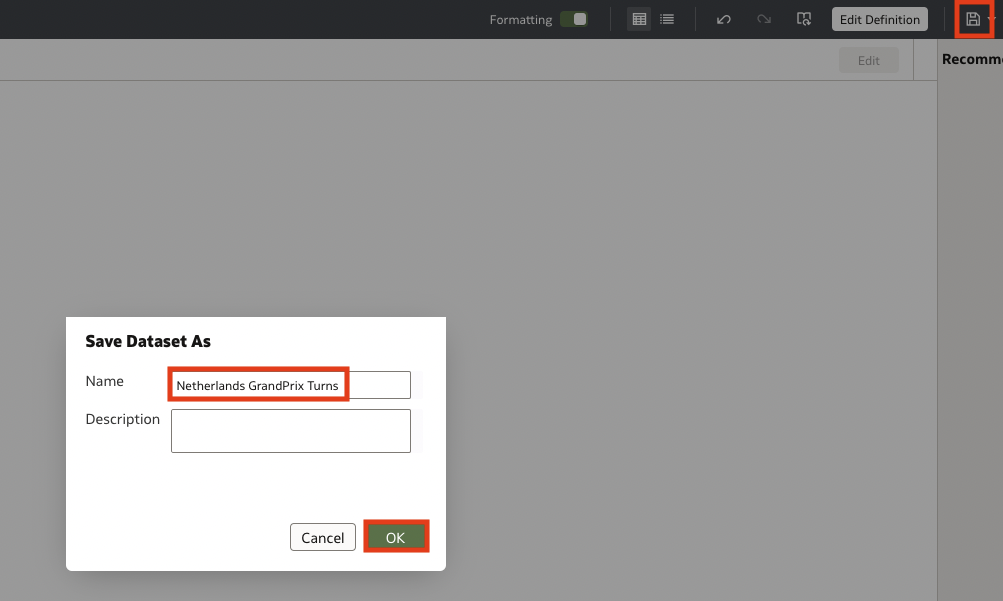 Formatting
Edit Definition
Edit
Recomm
Save Dataset As
Name
Netherlands GrandPrix Turns
Description
Cancel
OK